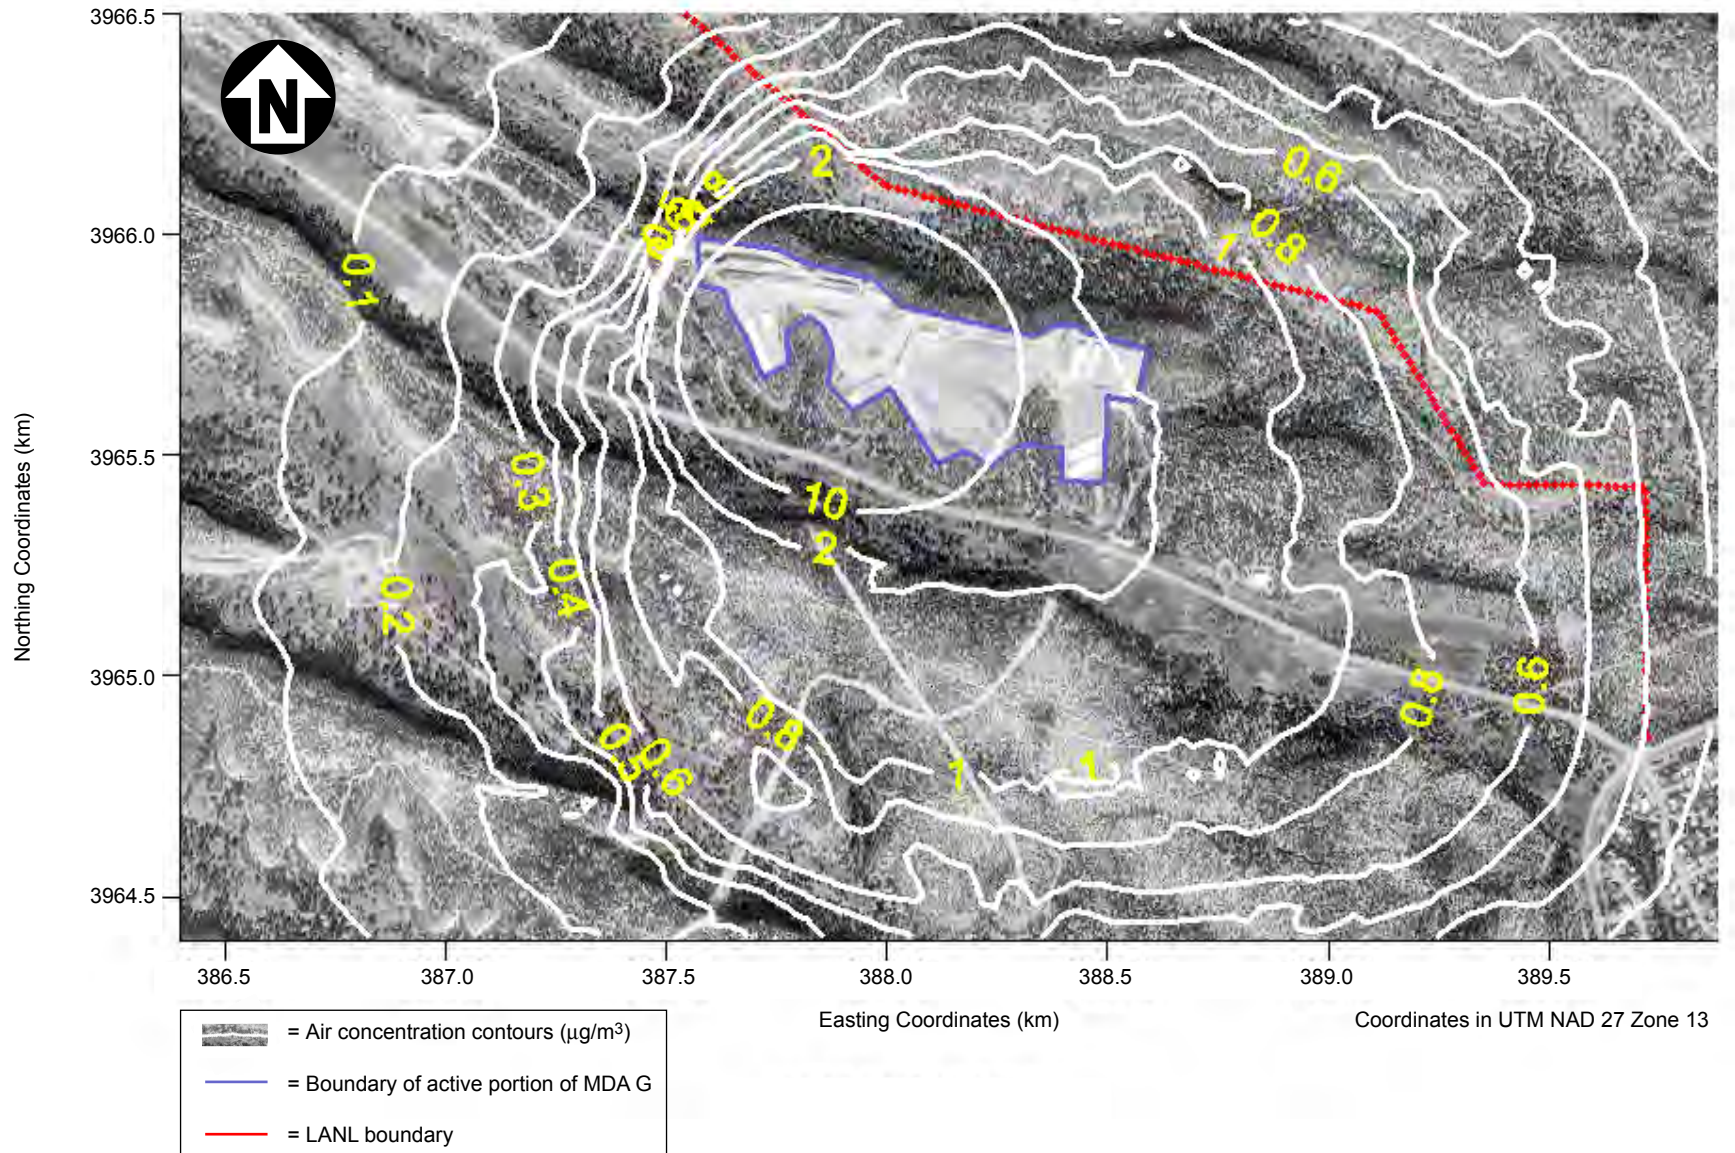 3966.5
N
2
0.6
0.8
1
3966.0
0.1
Northing Coordinates (km)
3965.5
0.3
10
2
0.4
0.2
3965.0
0.8
0.6
0.8
0.5
0.6
1
1
3964.5
386.5 387.0 387.5 388.0 388.5 389.0 389.5
Easting Coordinates (km)
Coordinates in UTM NAD 27 Zone 13
= Air concentration contours (µg/m³)
= Boundary of active portion of MDA G
= LANL boundary